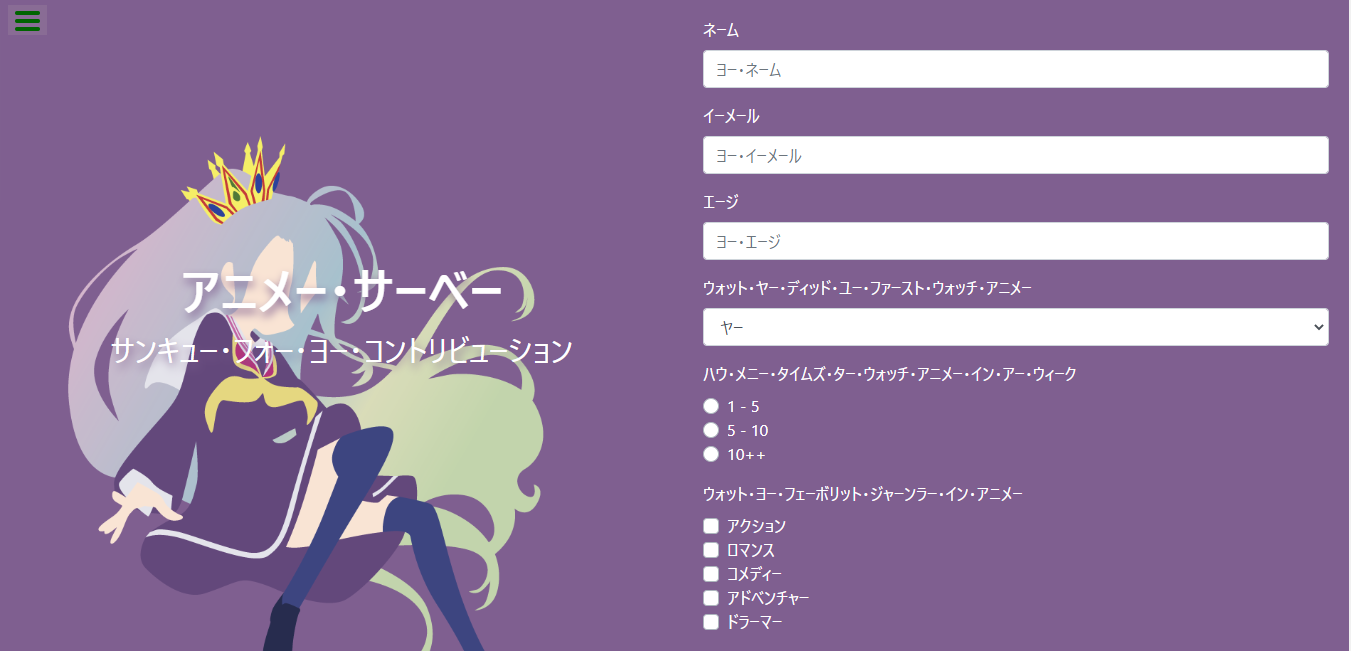 アニメー・サーベー
サンキュー・フォー・ヨー・コントリビューション
ネーム
ヨー・ネーム
イーメール
ヨー・イーメール
エージ
ヨー・エージ
ウォット・ヤー・ディッド・ユー・ファースト・ウォッチ・アニメー
ヤー
ハウ・メニー・タイムズ・ター・ウォッチ・アニメー・イン・アー・ウィーク
1 - 5
5 - 10
10++
ウォット・ヨー・フェーボリット・ジャーンラー・イン・アニメー
アクション
ロマンス
コメディー
アドベンチャー
ドラーマー